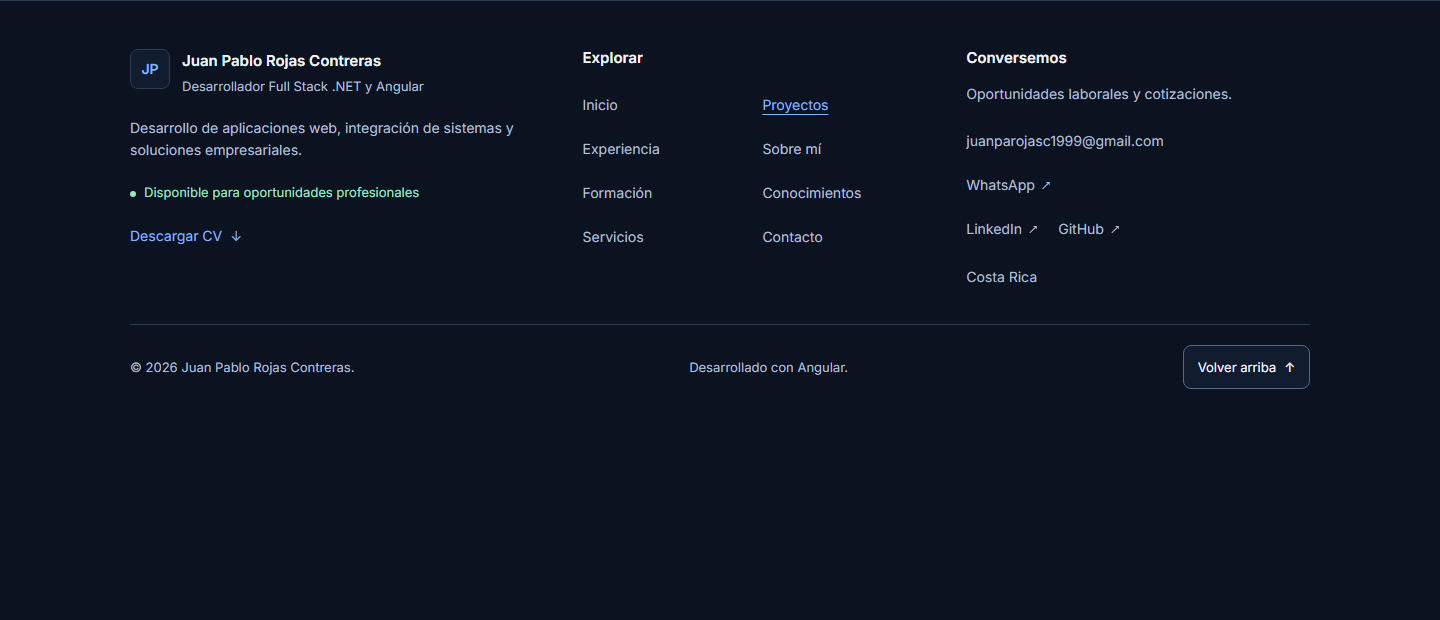 JP
Juan Pablo Rojas Contreras
Desarrollador Full Stack .NET y Angular
Desarrollo de aplicaciones web, integración de sistemas y
soluciones empresariales.
Disponible para oportunidades profesionales
Descargar CV ↓
Explorar
Inicio
Proyectos
Experiencia
Sobre mí
Formación
Conocimientos
Servicios
Contacto
Conversemos
Oportunidades laborales y cotizaciones.
juanparojasc1999@gmail.com
WhatsApp ↗
LinkedIn ↗ GitHub ↗
Costa Rica
© 2026 Juan Pablo Rojas Contreras.
Desarrollado con Angular.
Volver arriba ↑